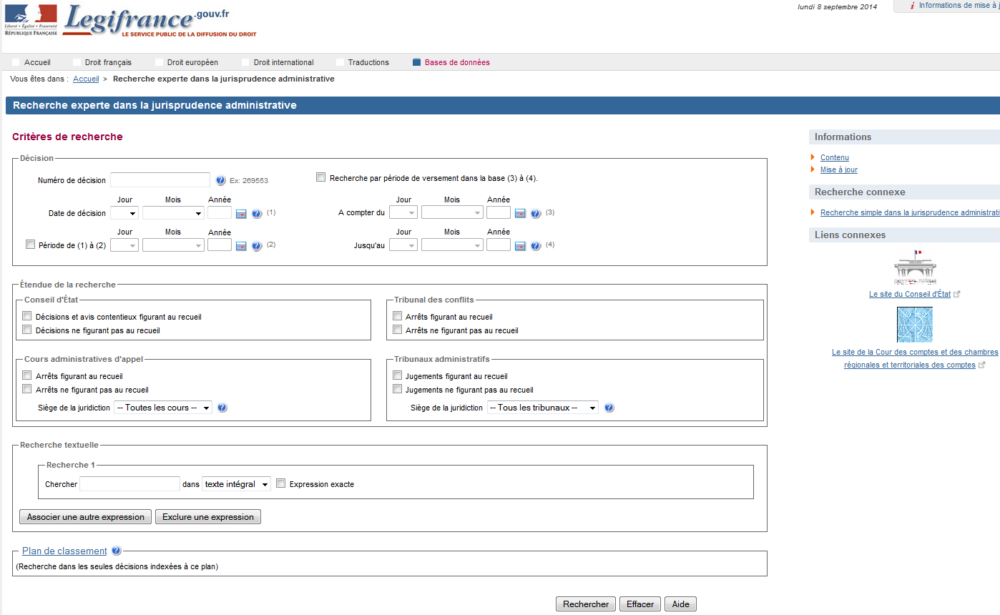 Liberté • Égalité • Fraternité
RÉPUBLIQUE FRANÇAISE
Legifrance.gouv.fr
LE SERVICE PUBLIC DE LA DIFFUSION DU DROIT
lundi 8 septembre 2014
i Informations de mise à j
Accueil Droit français Droit européen Droit international Traductions Bases de données
Vous êtes dans : Accueil > Recherche experte dans la jurisprudence administrative
Recherche experte dans la jurisprudence administrative
Critères de recherche
Décision
Numéro de décision ? Ex: 269553
Recherche par période de versement dans la base (3) à (4).
Jour Mois Année
Date de décision ? (1)
Jour Mois Année
A compter du ? (3)
Jour Mois Année
Période de (1) à (2) ? (2)
Jour Mois Année
Jusqu'au ? (4)
Étendue de la recherche
Conseil d'État
Décisions et avis contentieux figurant au recueil
Décisions ne figurant pas au recueil
Tribunal des conflits
Arrêts figurant au recueil
Arrêts ne figurant pas au recueil
Cours administratives d'appel
Arrêts figurant au recueil
Arrêts ne figurant pas au recueil
Siège de la juridiction -- Toutes les cours -- ?
Tribunaux administratifs
Jugements figurant au recueil
Jugements ne figurant pas au recueil
Siège de la juridiction -- Tous les tribunaux -- ?
Recherche textuelle
Recherche 1
Chercher dans texte intégral Expression exacte
Associer une autre expression Exclure une expression
Plan de classement ?
(Recherche dans les seules décisions indexées à ce plan)
Rechercher Effacer Aide
Informations
Contenu
Mise à jour
Recherche connexe
Recherche simple dans la jurisprudence administrati
Liens connexes
Le site du Conseil d'État
Le site de la Cour des comptes et des chambres
régionales et territoriales des comptes